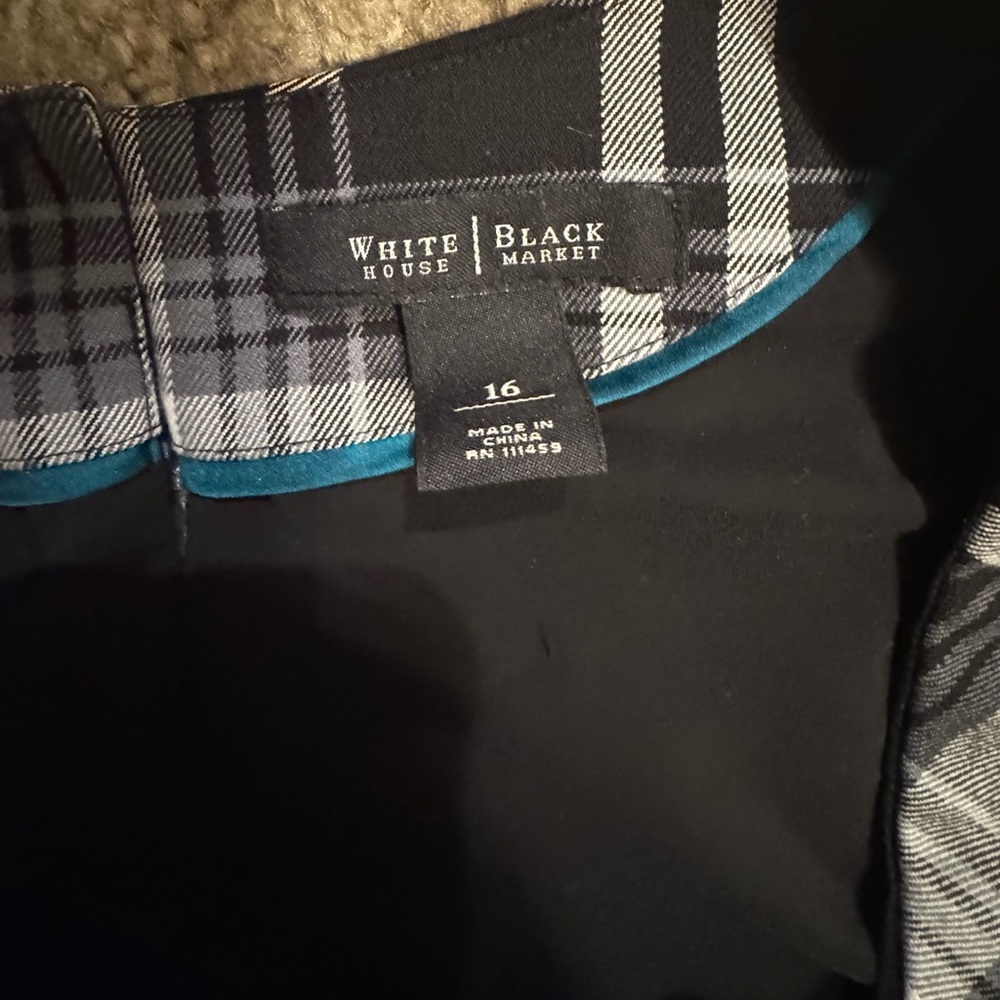 WHITE | BLACK
HOUSE MARKET
16
MADE IN
CHINA
RN 111459